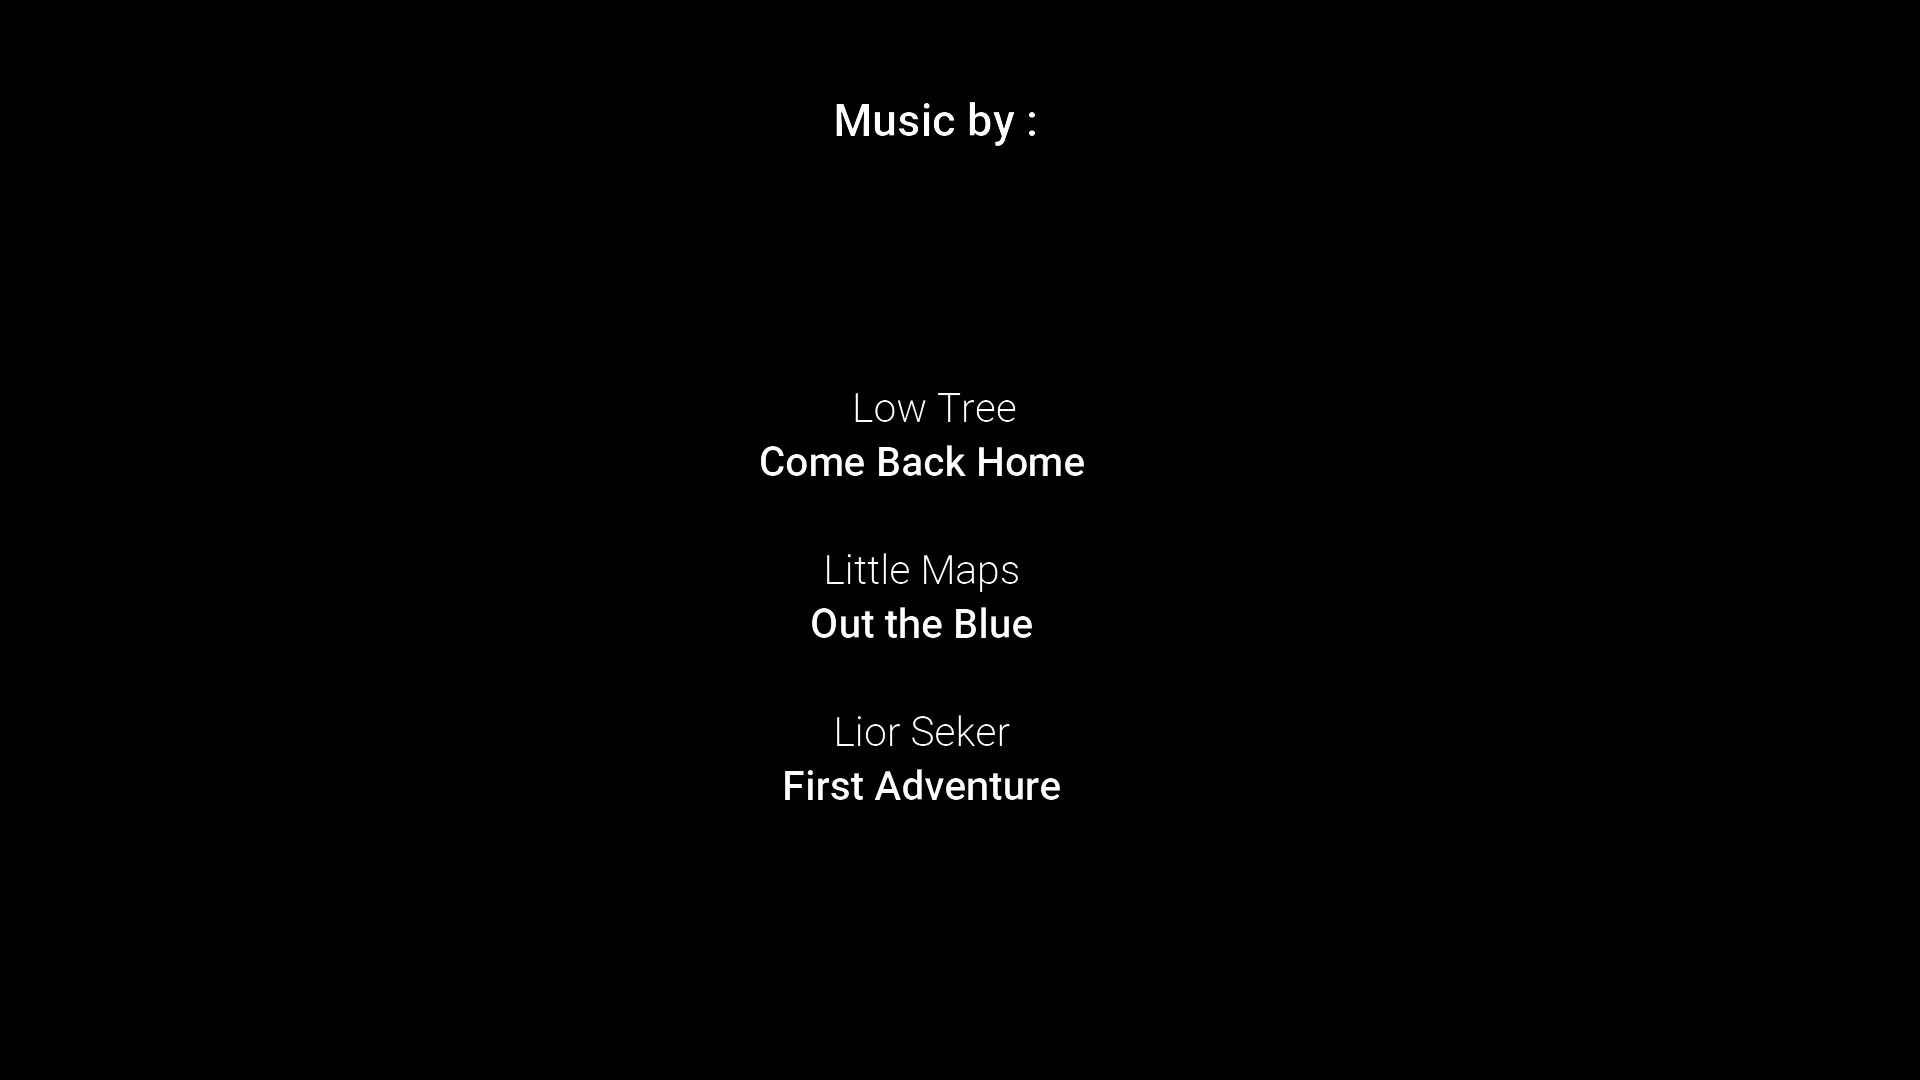 Music by :
Low Tree
Come Back Home
Little Maps
Out the Blue
Lior Seker
First Adventure